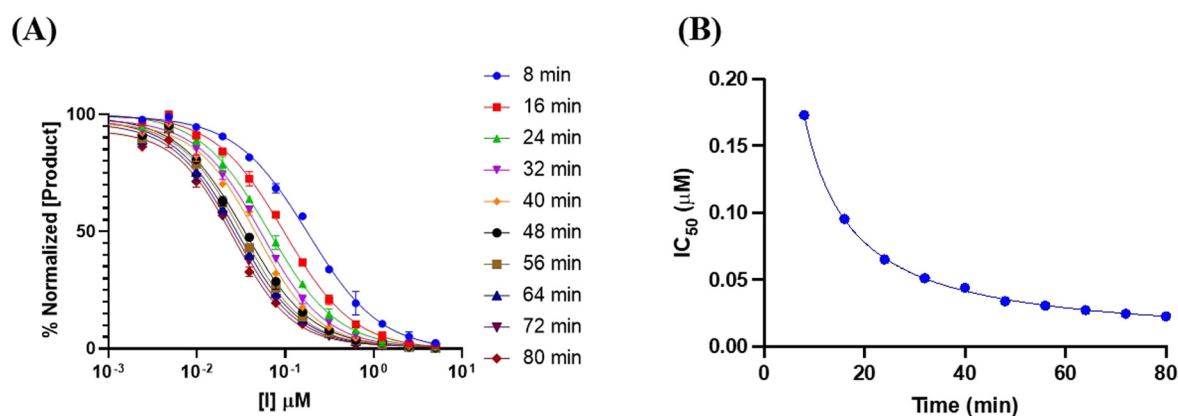 (A)
% Normalized [Product]
100
50
0
10-3
10-2
10-1
100
101
[I] μM
8 min
16 min
24 min
32 min
40 min
48 min
56 min
64 min
72 min
80 min
(B)
IC50 (μM)
0.20
0.15
0.10
0.05
0.00
0
20
40
60
80
Time (min)